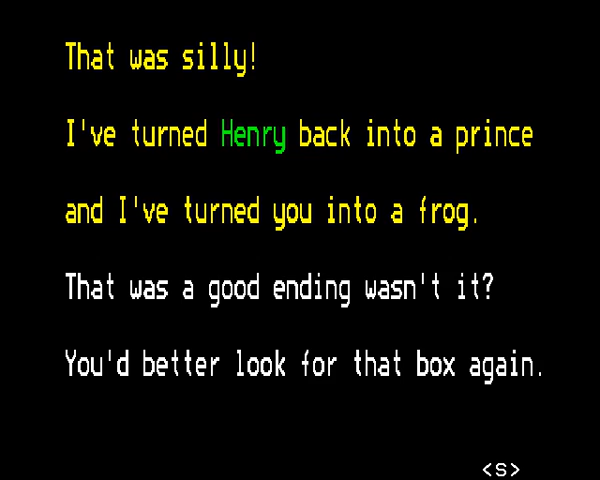 That was silly!
I've turned Henry back into a prince
and I've turned you into a frog.
That was a good ending wasn't it?
You'd better look for that box again.
<S>